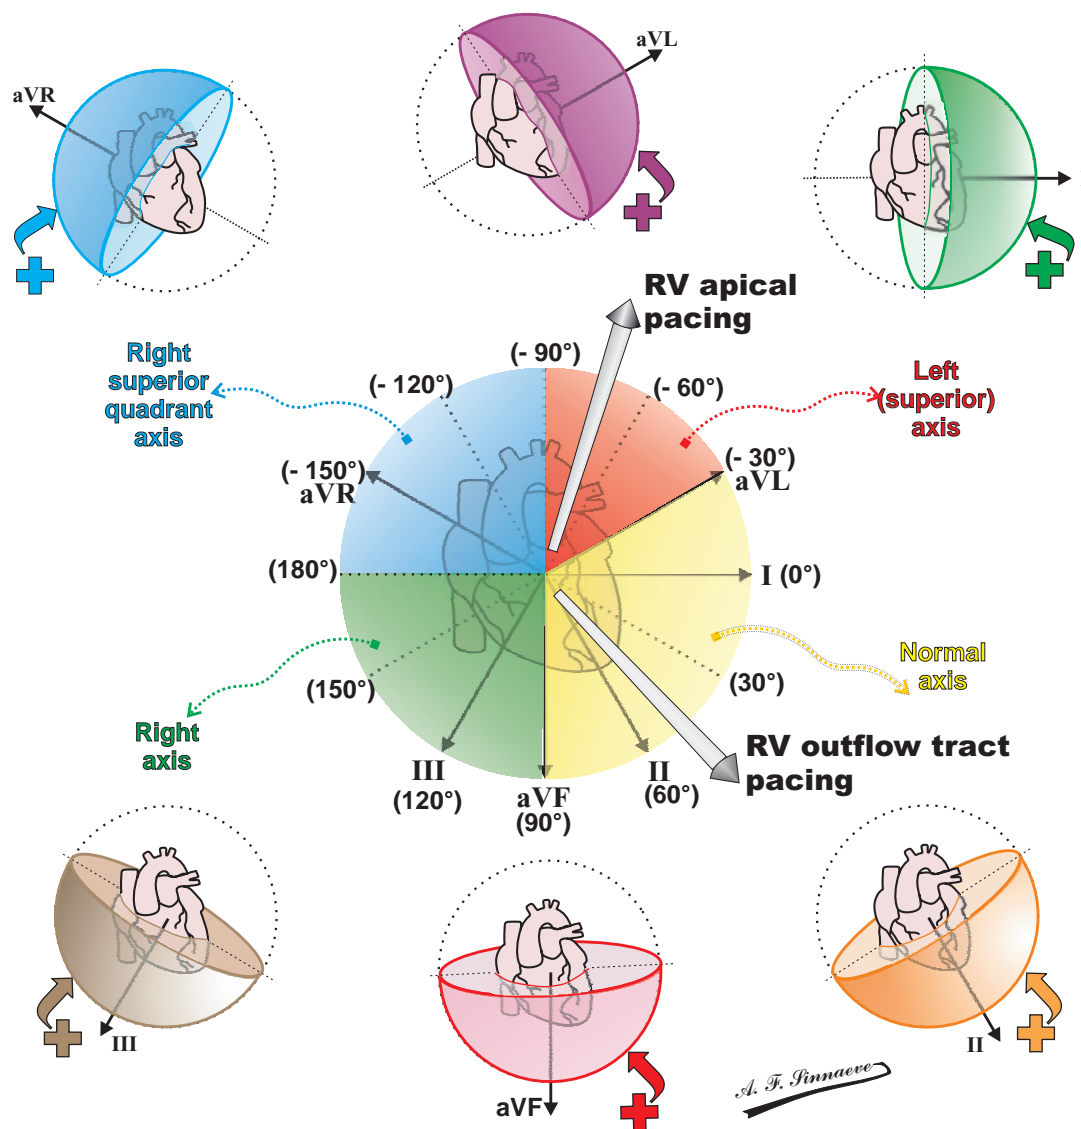 aVL
aVR
RV apical
pacing
(- 90°)
Right
superior
quadrant
axis
(- 120°)
(- 60°)
Left
(superior)
axis
(- 150°)
aVR
(- 30°)
aVL
(180°)
I (0°)
(150°)
(30°)
Normal
axis
Right
axis
III
(120°)
aVF
(90°)
II
(60°)
RV outflow tract
pacing
III
aVF
II
A. F. Sinnaeve